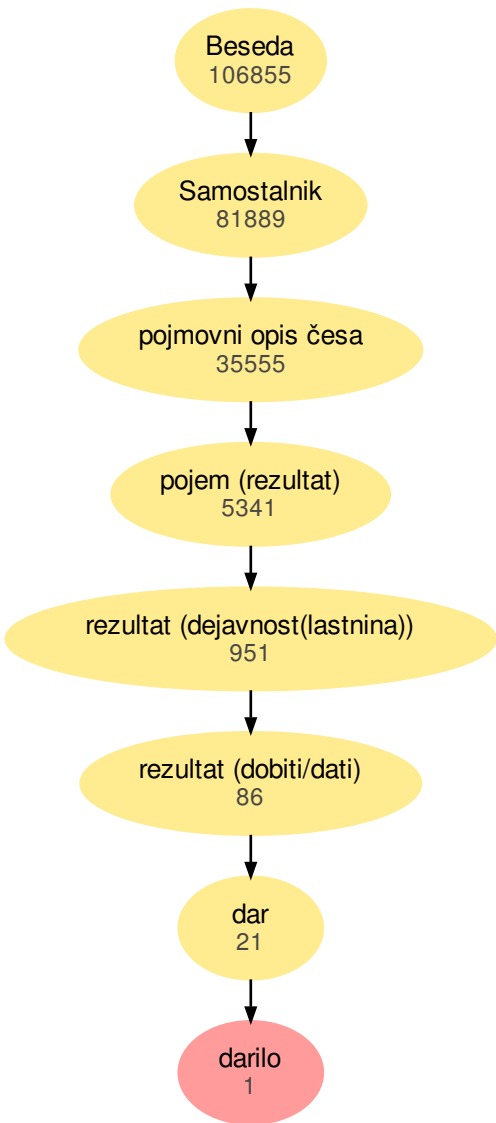 Beseda
106855
Samostalnik
81889
pojmovni opis česa
35555
pojem (rezultat)
5341
rezultat (dejavnost(lastnina))
951
rezultat (dobiti/dati)
86
dar
21
darilo
1